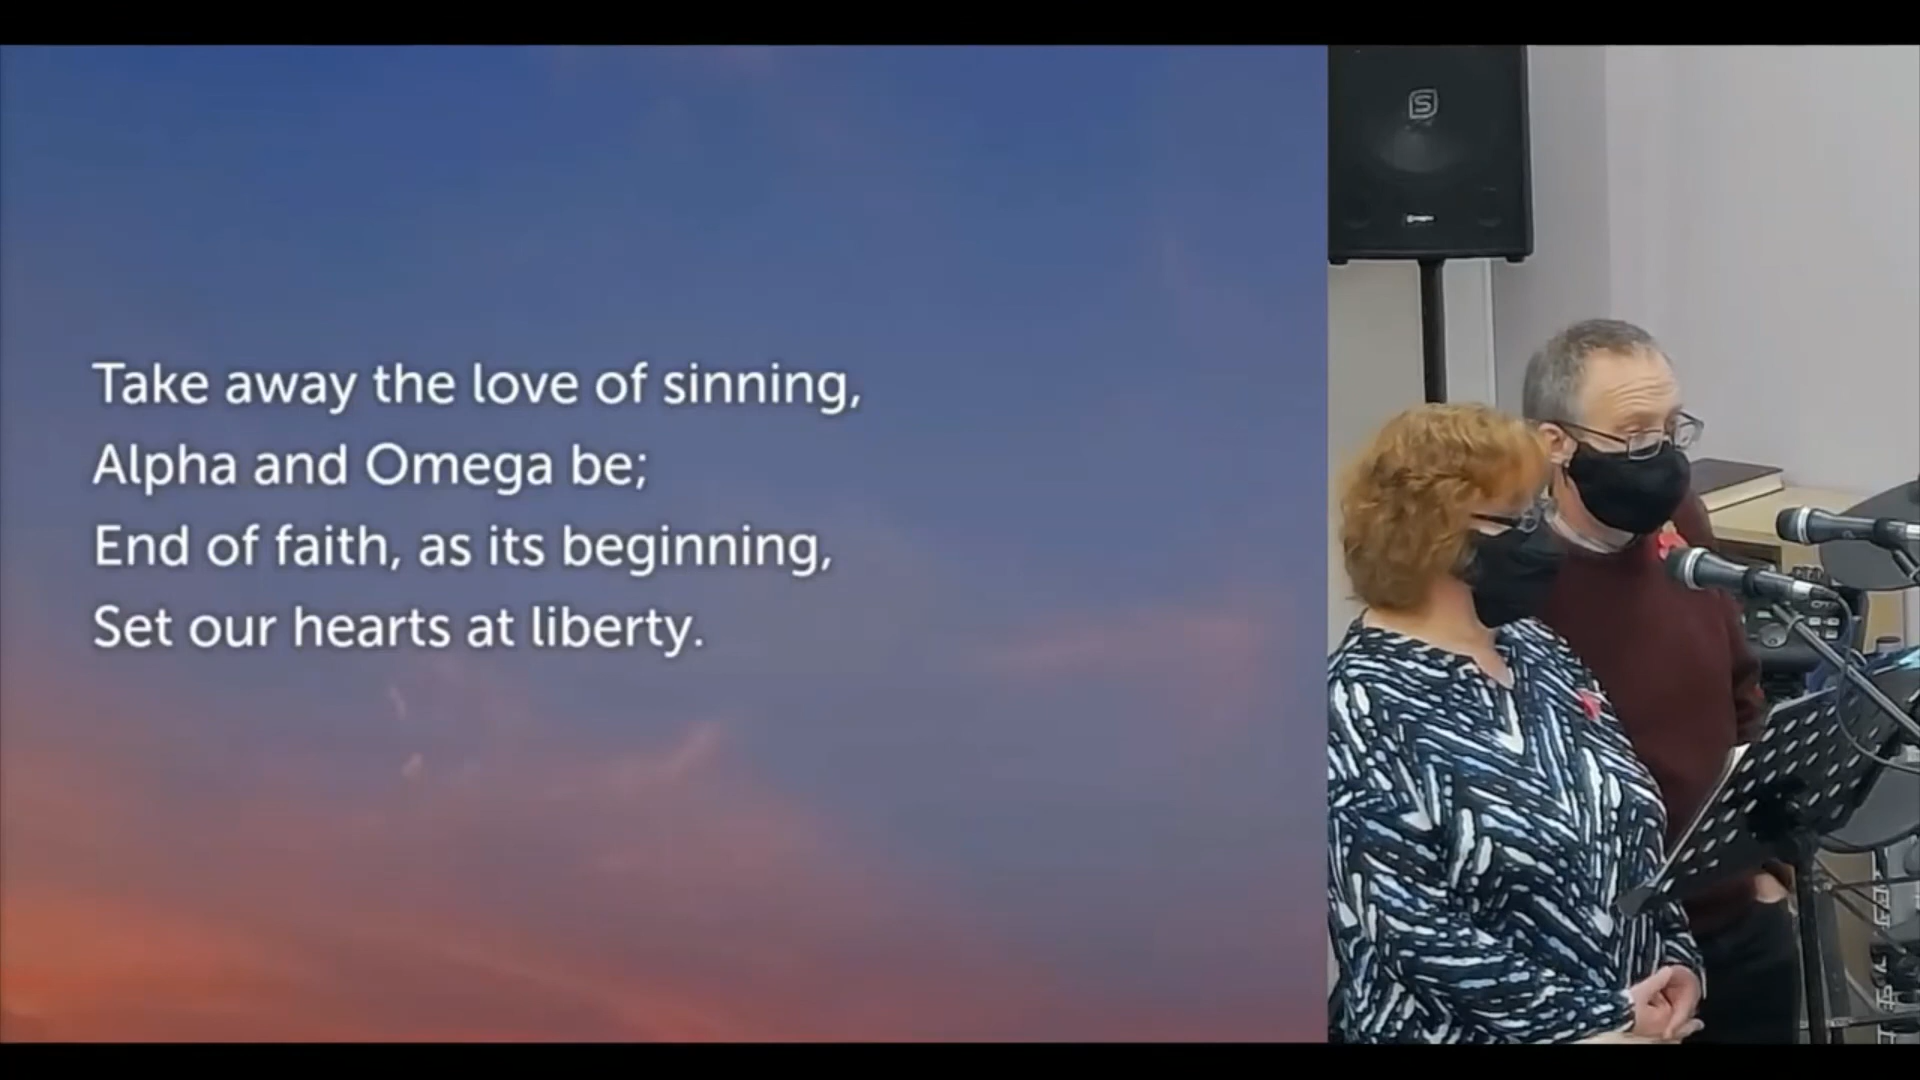 Take away the love of sinning,
Alpha and Omega be;
End of faith, as its beginning,
Set our hearts at liberty.